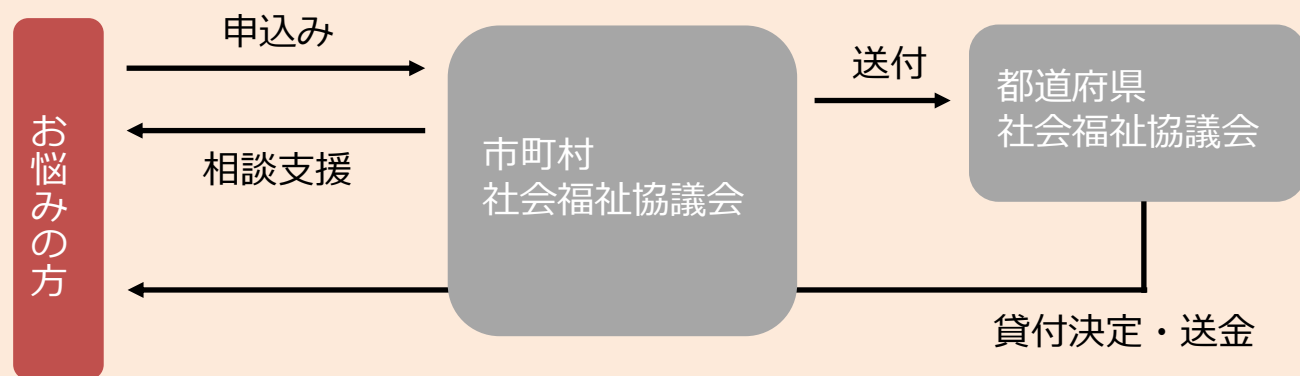 お悩みの方
申込み
相談支援
市町村
社会福祉協議会
送付
都道府県
社会福祉協議会
貸付決定・送金